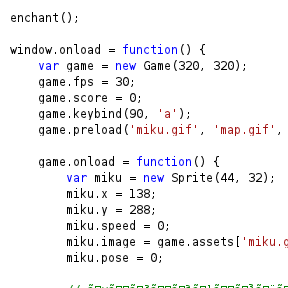 enchant();
window.onload = function() {
var game = new Game(320, 320);
game.fps = 30;
game.score = 0;
game.keybind(90, 'a');
game.preload('miku.gif', 'map.gif',
game.onload = function() {
var miku = new Sprite(44, 32);
miku.x = 138;
miku.y = 288;
miku.speed = 0;
miku.image = game.assets['miku.g
miku.pose = 0;